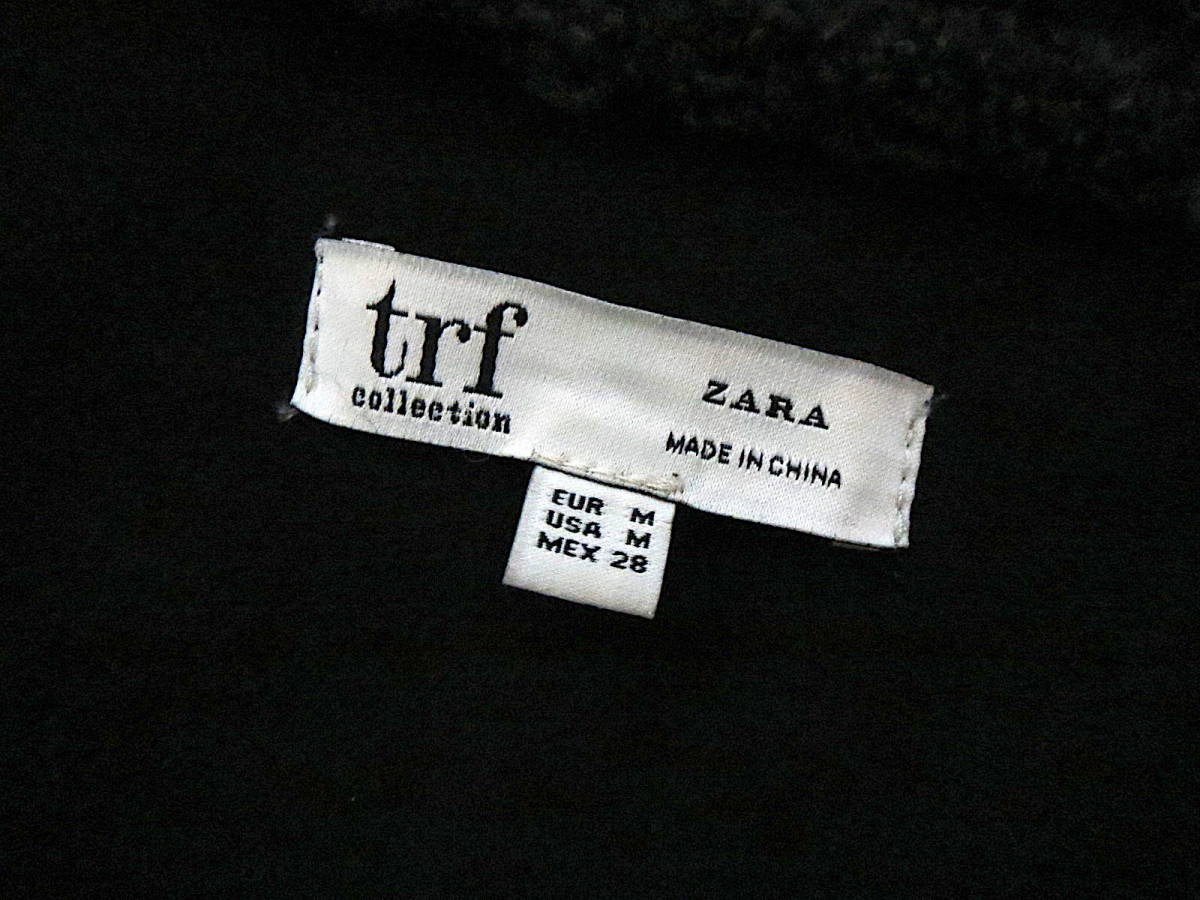 trf
collection
ZARA
MADE IN CHINA
EUR M
USA M
MEX 28